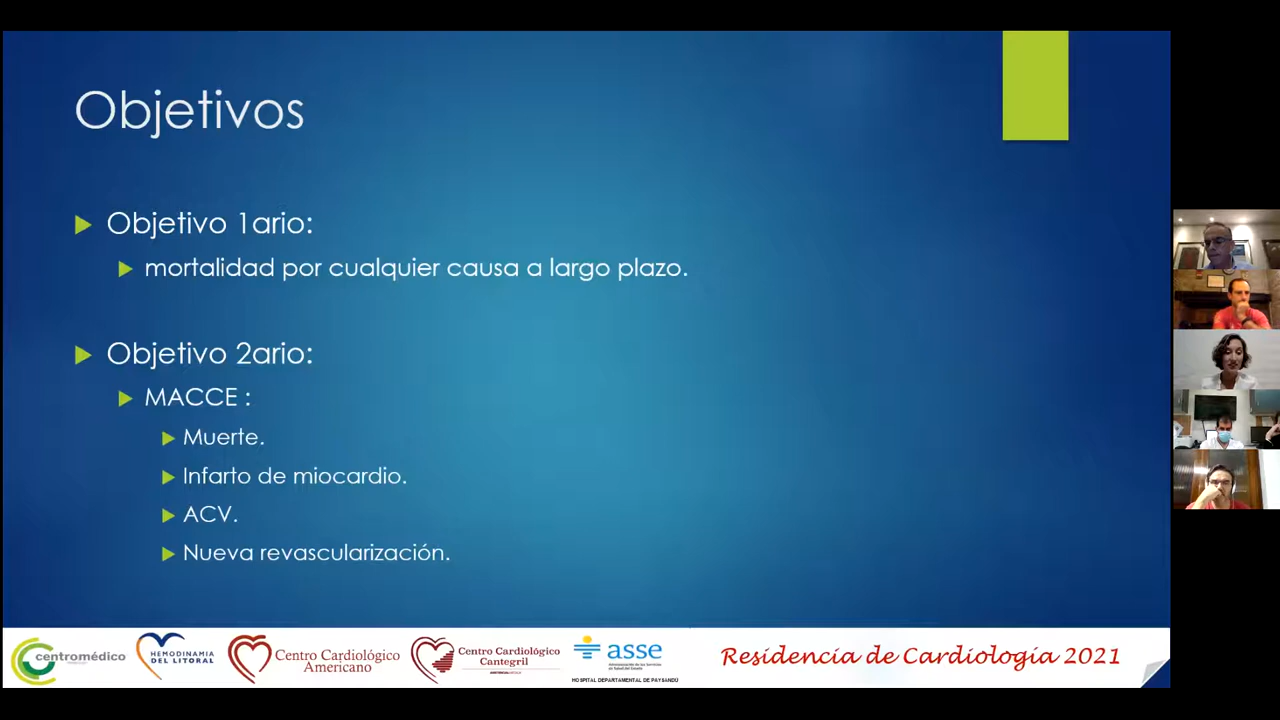 Objetivos
Objetivo 1ario:
mortalidad por cualquier causa a largo plazo.
Objetivo 2ario:
MACCE :
Muerte.
Infarto de miocardio.
ACV.
Nueva revascularización.
centromédico
HEMODINAMIA
DEL LITORAL
Centro Cardiológico
Americano
Centro Cardiológico
Cantegril
asse
Administración de los Servicios
de Salud del Estado
HOSPITAL DEPARTAMENTAL DE PAYSANDÚ
Residencia de Cardiología 2021